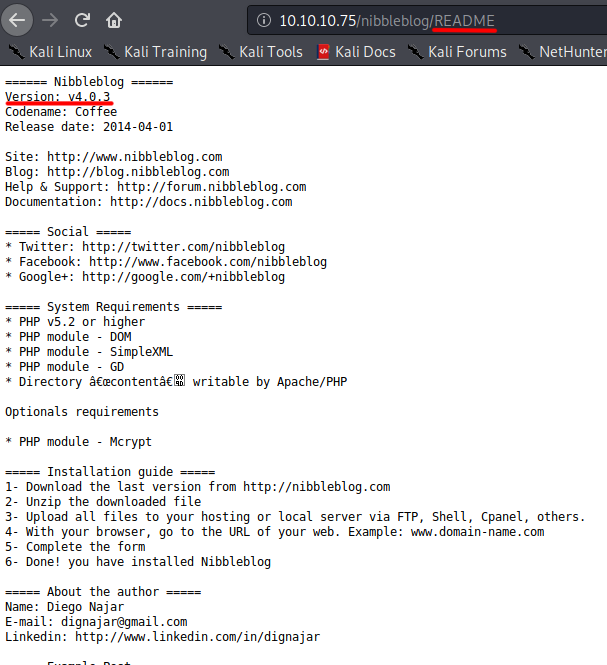 10.10.10.75/nibbleblog/README
Kali Linux Kali Training Kali Tools Kali Docs Kali Forums NetHunter
====== Nibbleblog ======
Version: v4.0.3
Codename: Coffee
Release date: 2014-04-01
Site: http://www.nibbleblog.com
Blog: http://blog.nibbleblog.com
Help & Support: http://forum.nibbleblog.com
Documentation: http://docs.nibbleblog.com
===== Social =====
* Twitter: http://twitter.com/nibbleblog
* Facebook: http://www.facebook.com/nibbleblog
* Google+: http://google.com/+nibbleblog
===== System Requirements =====
* PHP v5.2 or higher
* PHP module - DOM
* PHP module - SimpleXML
* PHP module - GD
* Directory â€œcontentâ€ writable by Apache/PHP
Optionals requirements
* PHP module - Mcrypt
===== Installation guide =====
1- Download the last version from http://nibbleblog.com
2- Unzip the downloaded file
3- Upload all files to your hosting or local server via FTP, Shell, Cpanel, others.
4- With your browser, go to the URL of your web. Example: www.domain-name.com
5- Complete the form
6- Done! you have installed Nibbleblog
===== About the author =====
Name: Diego Najar
E-mail: dignajar@gmail.com
Linkedin: http://www.linkedin.com/in/dignajar